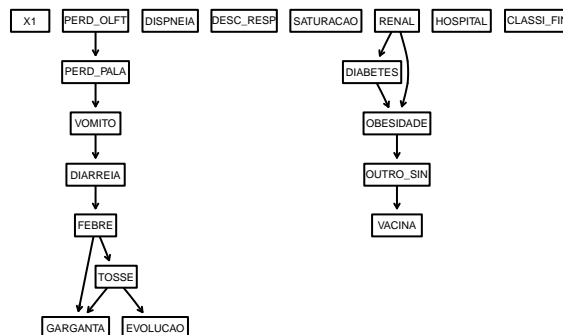 X1 PERD_OLFT DISPNEIA DESC_RESP SATURACAO RENAL HOSPITAL CLASSI_FIN
PERD_PALA DIABETES
VOMITO OBESIDADE
DIARREIA OUTRO_SIN
FEBRE VACINA
TOSSE
GARGANTA EVOLUCAO